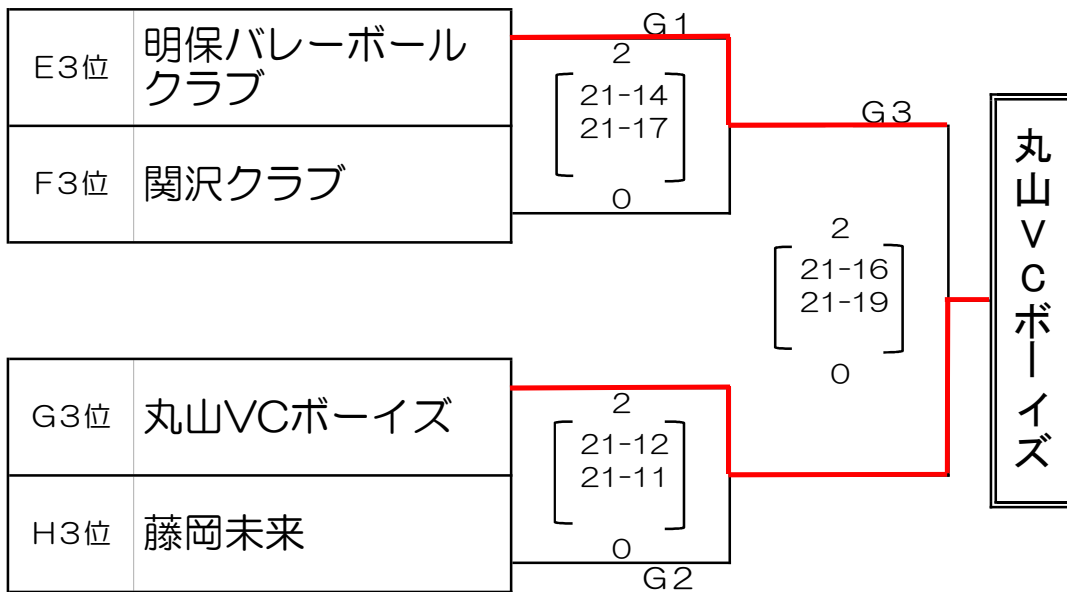 G1
E3位
明保バレーボール
クラブ
2
21-14
21-17
0
F3位
関沢クラブ
G3
2
21-16
21-19
0
丸山VCボーイズ
G3位
丸山VCボーイズ
2
21-12
21-11
0
H3位
藤岡未来
G2